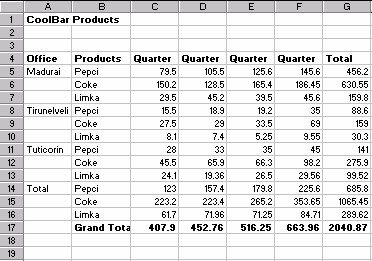 A B C D E F G
1 CoolBar Products
2
3
4 Office Products Quarter Quarter Quarter Quarter Total
5 Madurai Pepci 79.5 105.5 125.6 145.6 456.2
6 Coke 150.2 128.5 165.4 186.45 630.55
7 Limka 29.5 45.2 39.5 45.6 159.8
8 Tirunelveli Pepci 15.5 18.9 19.2 35 88.6
9 Coke 27.5 29 33.5 69 159
10 Limka 8.1 7.4 5.25 9.55 30.3
11 Tuticorin Pepci 28 33 35 45 141
12 Coke 45.5 65.9 66.3 98.2 275.9
13 Limka 24.1 19.36 26.5 29.56 99.52
14 Total Pepci 123 157.4 179.8 225.6 685.8
15 Coke 223.2 223.4 265.2 353.65 1065.45
16 Limka 61.7 71.96 71.25 84.71 289.62
17 Grand Tota 407.9 452.76 516.25 663.96 2040.87
18
19